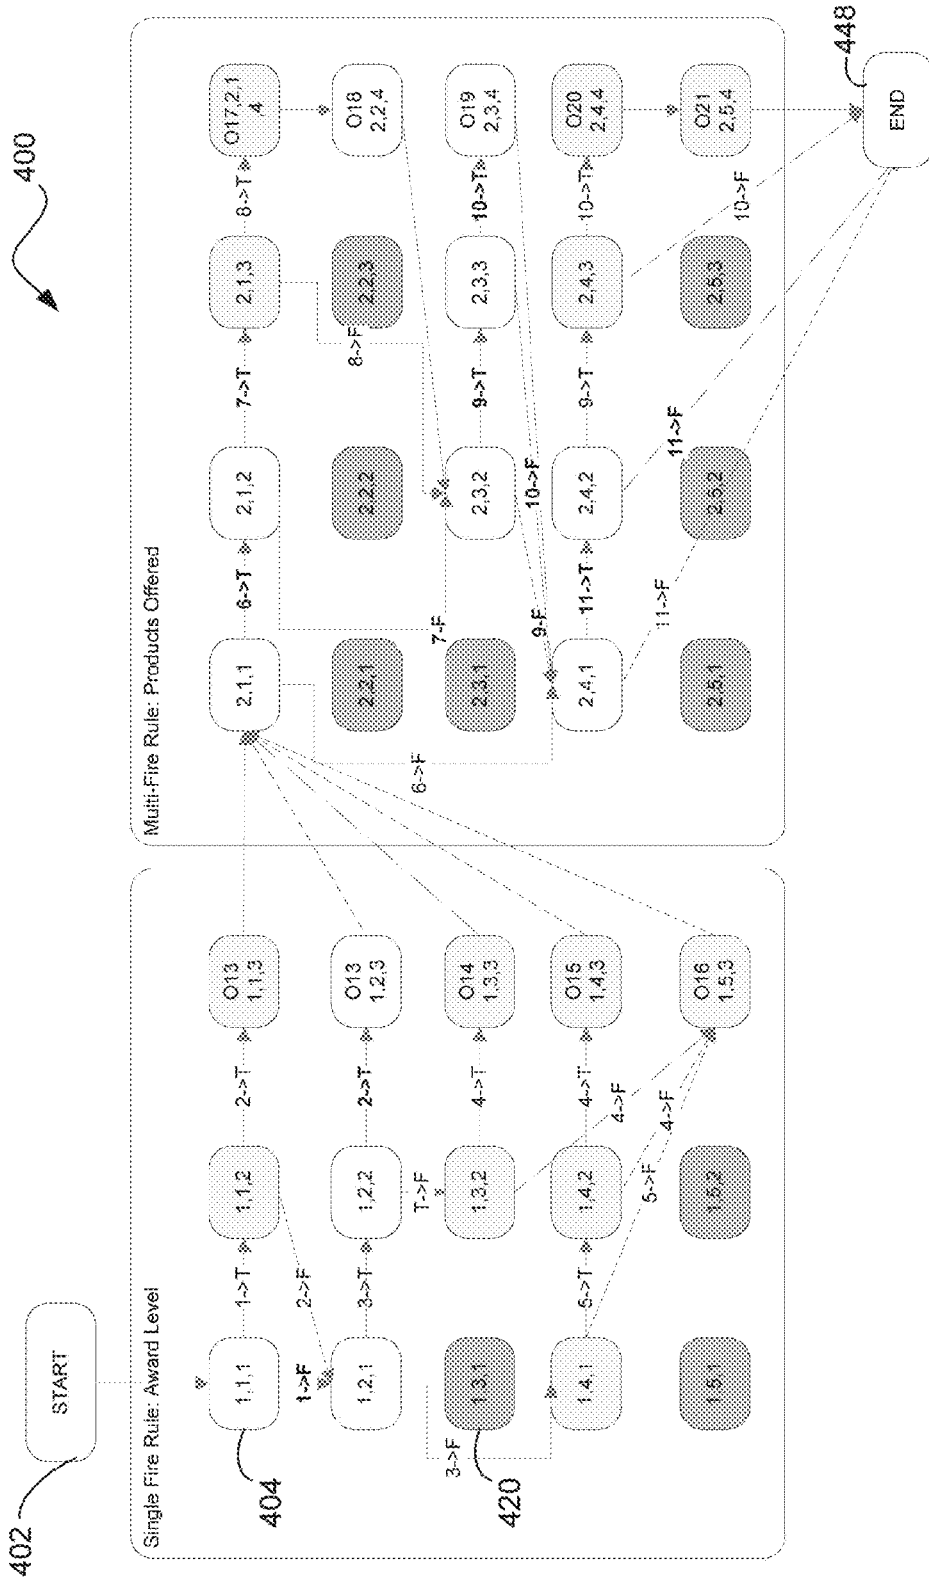 402
START
400
Single Fire Rule: Award Level
Multi-Fire Rule: Products Offered
1,1,1
1->T
1,1,2
2->T
O13
1,1,3
2,1,1
6->T
2,1,2
7->T
2,1,3
8->T
O17,2,1
,4
404
1->F
2->F
1,2,1
3->T
1,2,2
2->T
O13
1,2,3
6->F
2,2,1
2,2,2
8->F
2,2,3
O18
2,2,4
T->F
7-F
3->F
1,3,1
420
1,3,2
4->T
O14
1,3,3
2,3,1
2,3,2
9->T
2,3,3
10->T
O19
2,3,4
9-F
10->F
1,4,1
5->T
1,4,2
4->T
O15
1,4,3
2,4,1
11->T
2,4,2
9->T
2,4,3
10->T
O20
2,4,4
4->F
5->F
4->F
11->F
11->F
10->F
1,5,1
1,5,2
O16
1,5,3
2,5,1
2,5,2
2,5,3
O21
2,5,4
448
END